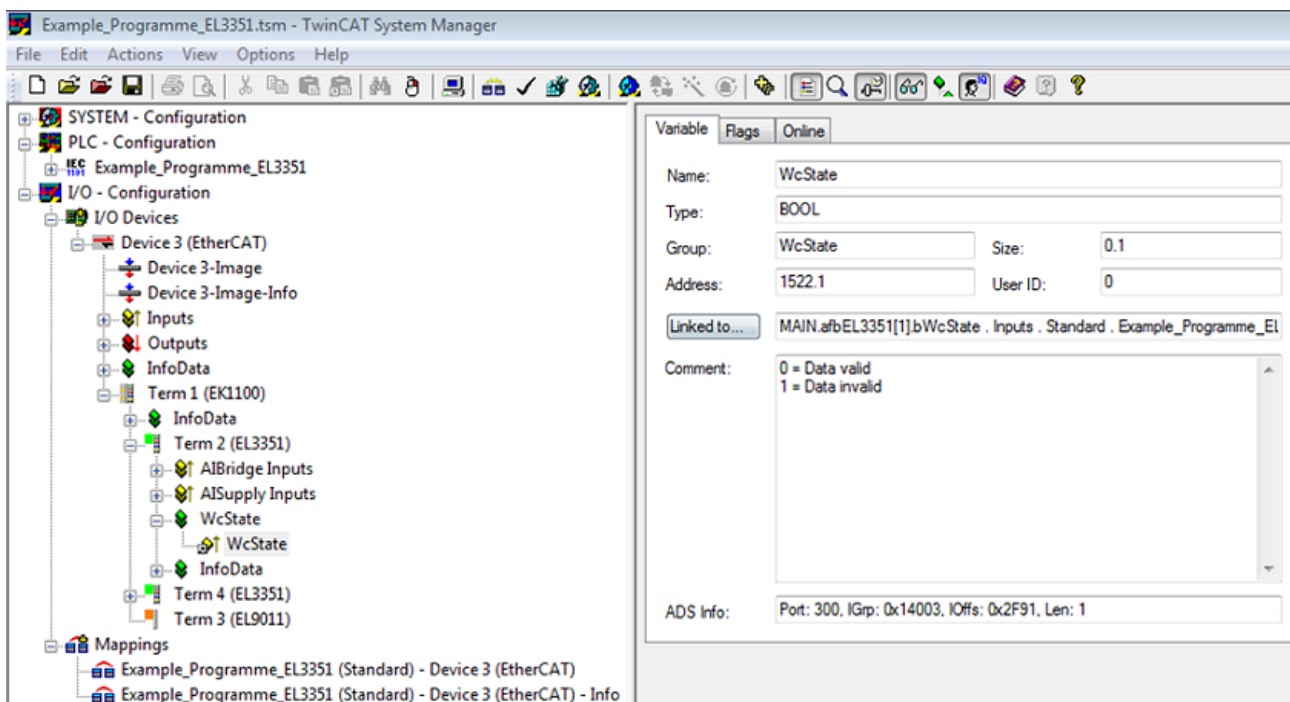 Example_Programme_EL3351.tsm - TwinCAT System Manager
File Edit Actions View Options Help
SYSTEM - Configuration
PLC - Configuration
IEC 1131 Example_Programme_EL3351
I/O - Configuration
I/O Devices
Device 3 (EtherCAT)
Device 3-Image
Device 3-Image-Info
Inputs
Outputs
InfoData
Term 1 (EK1100)
InfoData
Term 2 (EL3351)
AIBridge Inputs
AISupply Inputs
WcState
WcState
InfoData
Term 4 (EL3351)
Term 3 (EL9011)
Mappings
Example_Programme_EL3351 (Standard) - Device 3 (EtherCAT)
Example_Programme_EL3351 (Standard) - Device 3 (EtherCAT) - Info
Variable Flags Online
Name: WcState
Type: BOOL
Group: WcState Size: 0.1
Address: 1522.1 User ID: 0
Linked to... MAIN.afbEL3351[1].bWcState . Inputs . Standard . Example_Programme_EL
Comment: 0 = Data valid
1 = Data invalid
ADS Info: Port: 300, IGrp: 0x14003, IOffs: 0x2F91, Len: 1